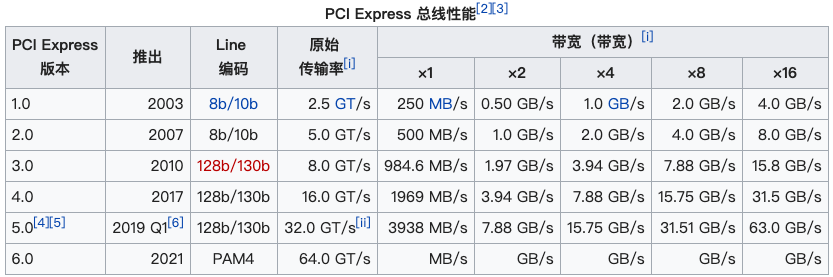 PCI Express 总线性能[2][3]
PCI Express 版本 推出 Line 编码 原始 传输率[i] 带宽（带宽）[i]
×1 ×2 ×4 ×8 ×16
1.0 2003 8b/10b 2.5 GT/s 250 MB/s 0.50 GB/s 1.0 GB/s 2.0 GB/s 4.0 GB/s
2.0 2007 8b/10b 5.0 GT/s 500 MB/s 1.0 GB/s 2.0 GB/s 4.0 GB/s 8.0 GB/s
3.0 2010 128b/130b 8.0 GT/s 984.6 MB/s 1.97 GB/s 3.94 GB/s 7.88 GB/s 15.8 GB/s
4.0 2017 128b/130b 16.0 GT/s 1969 MB/s 3.94 GB/s 7.88 GB/s 15.75 GB/s 31.5 GB/s
5.0[4][5] 2019 Q1[6] 128b/130b 32.0 GT/s[ii] 3938 MB/s 7.88 GB/s 15.75 GB/s 31.51 GB/s 63.0 GB/s
6.0 2021 PAM4 64.0 GT/s MB/s GB/s GB/s GB/s GB/s